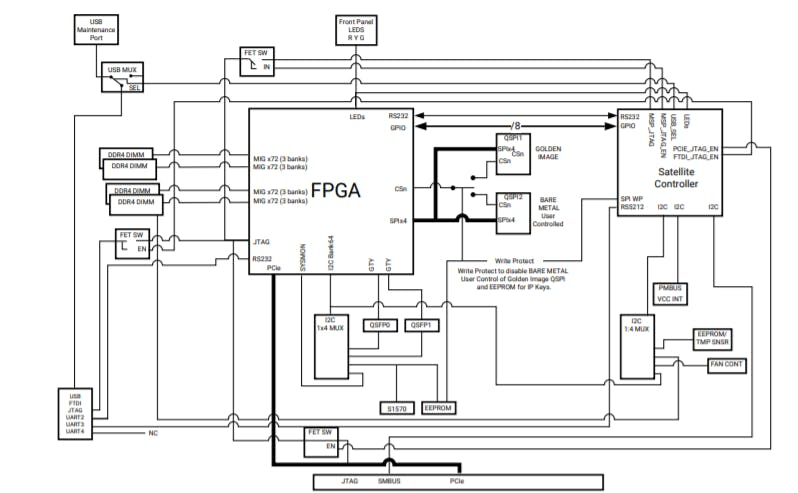 USB
Maintenance
Port
Front Panel
LEDS
R Y G
FET SW
IN
USB MUX
SEL
LEDs
RS232
GPIO
/8
QSPI1
SPIx4
CSn
CSn
GOLDEN
IMAGE
RS232
GPIO
MSP_JTAG
MSP_JTAG_EN
USB_SEL
LEDs
PCIE_JTAG_EN
FTDI_JTAG_EN
Satellite
Controller
SPI WP
RS5212
I2C
I2C
I2C
DDR4 DIMM
DDR4 DIMM
MIG x72 (3 banks)
MIG x72 (3 banks)
DDR4 DIMM
DDR4 DIMM
MIG x72 (3 banks)
MIG x72 (3 banks)
FPGA
CSn
SPIx4
QSPI2
CSn
SPIx4
BARE
METAL
User
Controlled
FET SW
EN
JTAG
RS232
PCIe
SYSMON
I2C Bank64
GTY
GTY
Write Protect
Write Protect to disable BARE METAL
User Control of Golden Image QSPI
and EEPROM for IP Keys.
PMBUS
VCC INT
I2C
1x4 MUX
QSFP0
QSFP1
I2C
1:4 MUX
EEPROM/
TMP SNSR
FAN CONT
S1570
EEPROM
USB
FTDI
JTAG
UART2
UART3
UART4
NC
FET SW
EN
JTAG
SMBUS
PCIe